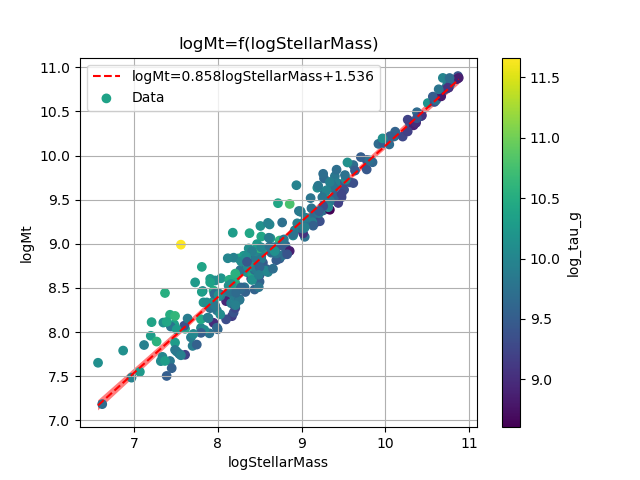 logMt=f(logStellarMass)
logMt=0.858logStellarMass+1.536
Data
logMt
11.0
10.5
10.0
9.5
9.0
8.5
8.0
7.5
7.0
7 8 9 10 11
logStellarMass
11.5
11.0
10.5
10.0
9.5
9.0
log_tau_g